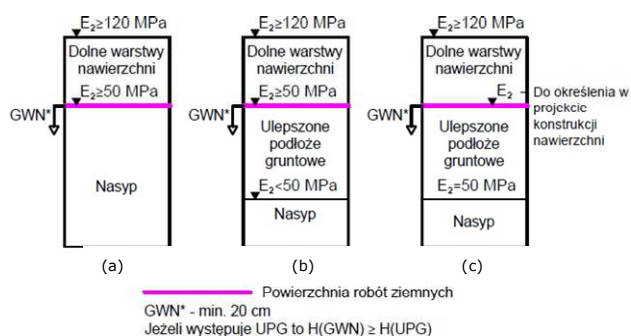 E₂≥120 MPa
Dolne warstwy
nawierzchni
E₂≥50 MPa
GWN*
Nasyp
(a)
E₂≥120 MPa
Dolne warstwy
nawierzchni
E₂≥50 MPa
GWN*
Ulepszone
podłoże
gruntowe
E₂<50 MPa
Nasyp
(b)
E₂≥120 MPa
Dolne warstwy
nawierzchni
E₂
Do określenia w
projekcie
konstrukcji
nawierzchni
GWN*
Ulepszone
podłoże
gruntowe
E₂=50 MPa
Nasyp
(c)
Powierzchnia robót ziemnych
GWN* - min. 20 cm
Jeżeli występuje UPG to H(GWN) ≥ H(UPG)